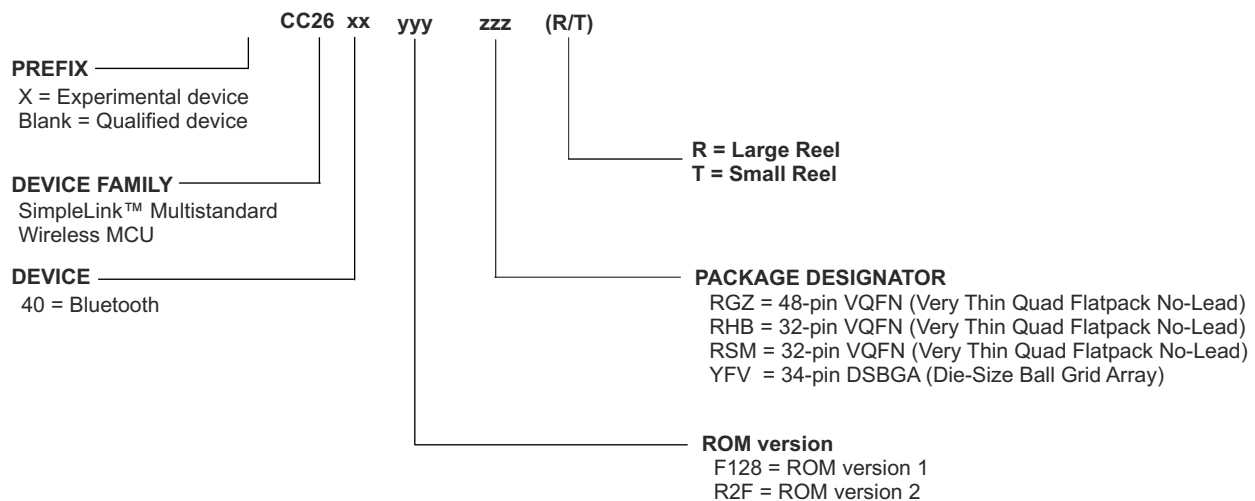 CC26 xx yyy zzz (R/T)
PREFIX
X = Experimental device
Blank = Qualified device
R = Large Reel
T = Small Reel
DEVICE FAMILY
SimpleLink™ Multistandard
Wireless MCU
DEVICE
40 = Bluetooth
PACKAGE DESIGNATOR
RGZ = 48-pin VQFN (Very Thin Quad Flatpack No-Lead)
RHB = 32-pin VQFN (Very Thin Quad Flatpack No-Lead)
RSM = 32-pin VQFN (Very Thin Quad Flatpack No-Lead)
YFV = 34-pin DSBGA (Die-Size Ball Grid Array)
ROM version
F128 = ROM version 1
R2F = ROM version 2